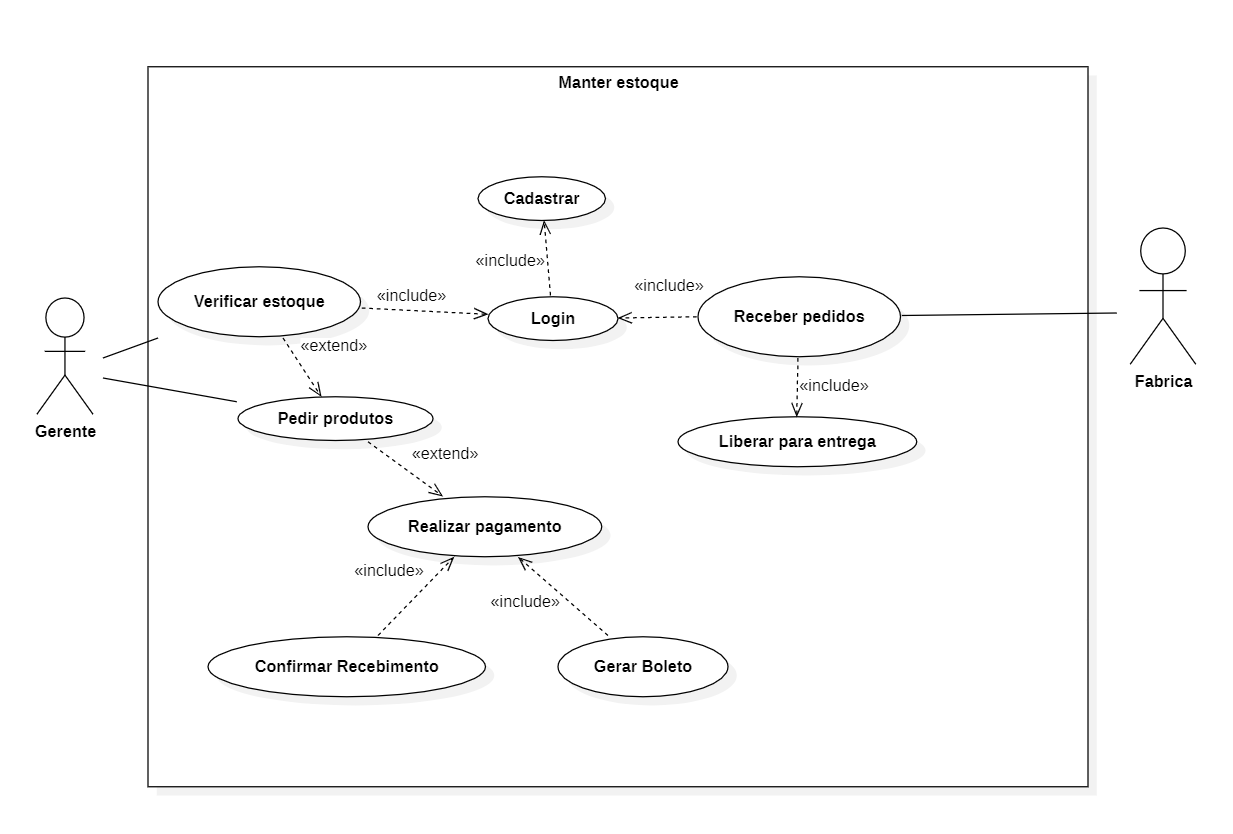 Manter estoque
Cadastrar
«include»
Verificar estoque
«include»
Login
«include»
Receber pedidos
«extend»
«include»
Gerente
Fabrica
Pedir produtos
Liberar para entrega
«extend»
Realizar pagamento
«include»
«include»
Confirmar Recebimento
Gerar Boleto